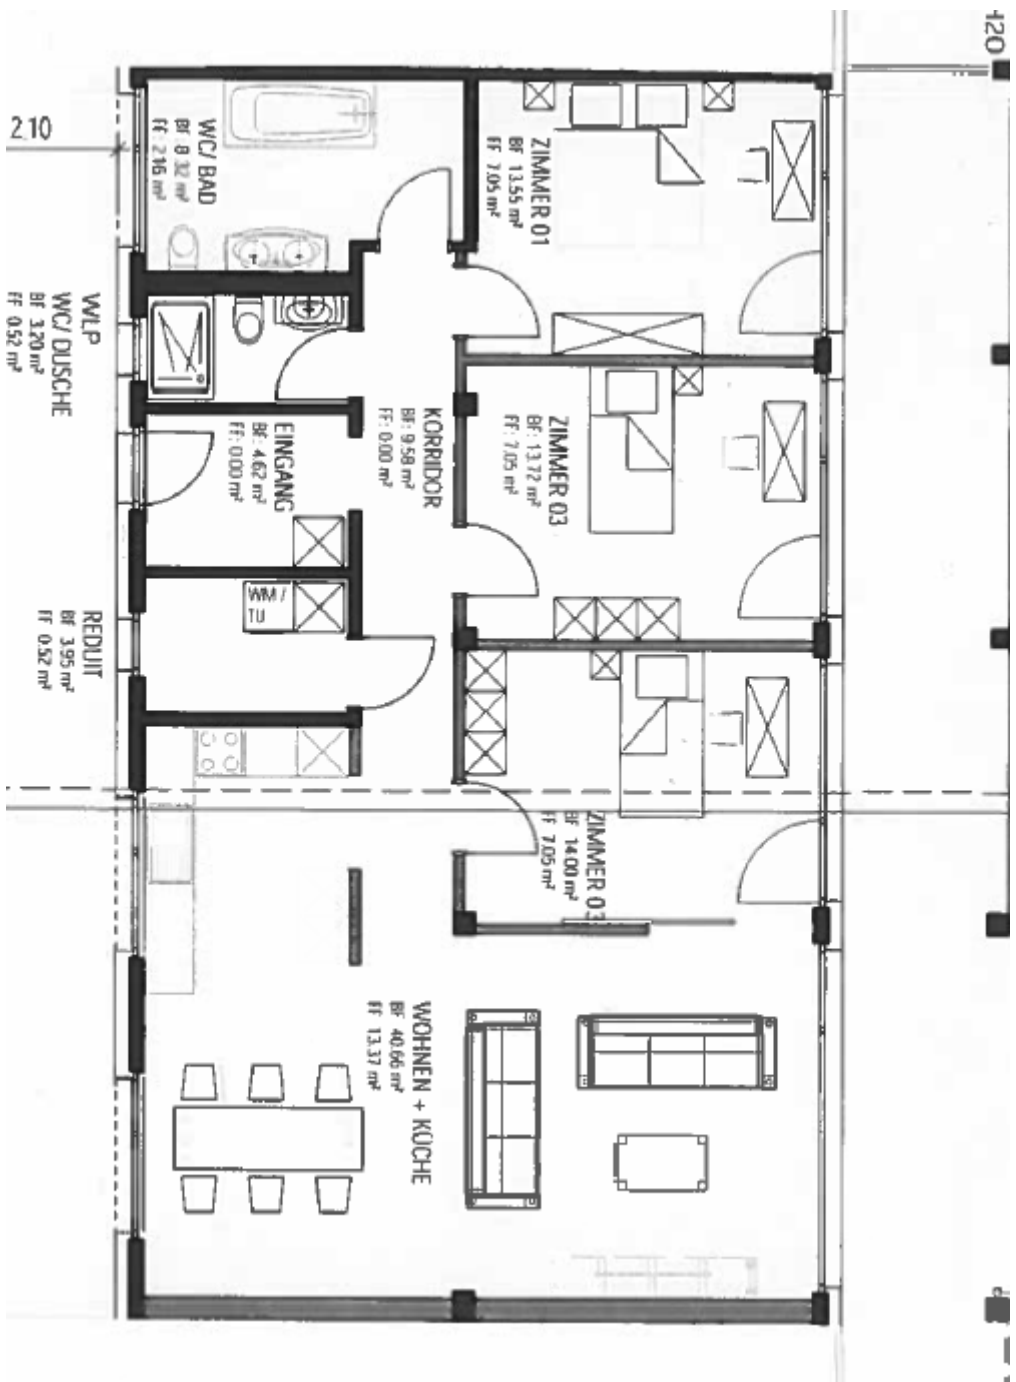 H20
210
WC/ BAD
BF 8.32 m²
FF: 2.16 m²
ZIMMER 01
BF 13.55 m²
FF 7.05 m²
WLP
WC/ DUSCHE
BF 3.20 m²
FF 0.52 m²
EINGANG
BF: 4.62 m²
FF: 0.00 m²
KORRIDOR
BF: 9.58 m²
FF: 0.00 m²
ZIMMER 03
BF: 13.72 m²
FF: 7.05 m²
WM /
TU
REDUIT
BF 3.95 m²
FF 0.52 m²
ZIMMER 03
BF 14.00 m²
FF 7.05 m²
WOHNEN + KÜCHE
BF 40.66 m²
FF 13.37 m²